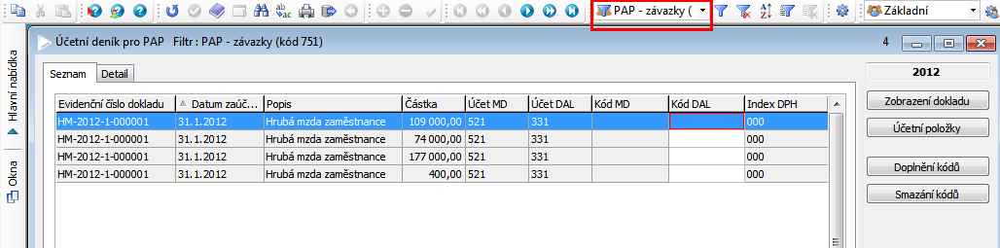 PAP - závazky (
Základní
Účetní deník pro PAP Filtr : PAP - závazky (kód 751)
4
Hlavní nabídka
Okna
Seznam Detail
2012
Zobrazení dokladu
Účetní položky
Doplnění kódů
Smazání kódů
Evidenční číslo dokladu Datum zaúč... Popis Částka Účet MD Účet DAL Kód MD Kód DAL Index DPH
HM-2012-1-000001 31.1.2012 Hrubá mzda zaměstnance 109 000,00 521 331 000
HM-2012-1-000001 31.1.2012 Hrubá mzda zaměstnance 74 000,00 521 331 000
HM-2012-1-000001 31.1.2012 Hrubá mzda zaměstnance 177 000,00 521 331 000
HM-2012-1-000001 31.1.2012 Hrubá mzda zaměstnance 400,00 521 331 000